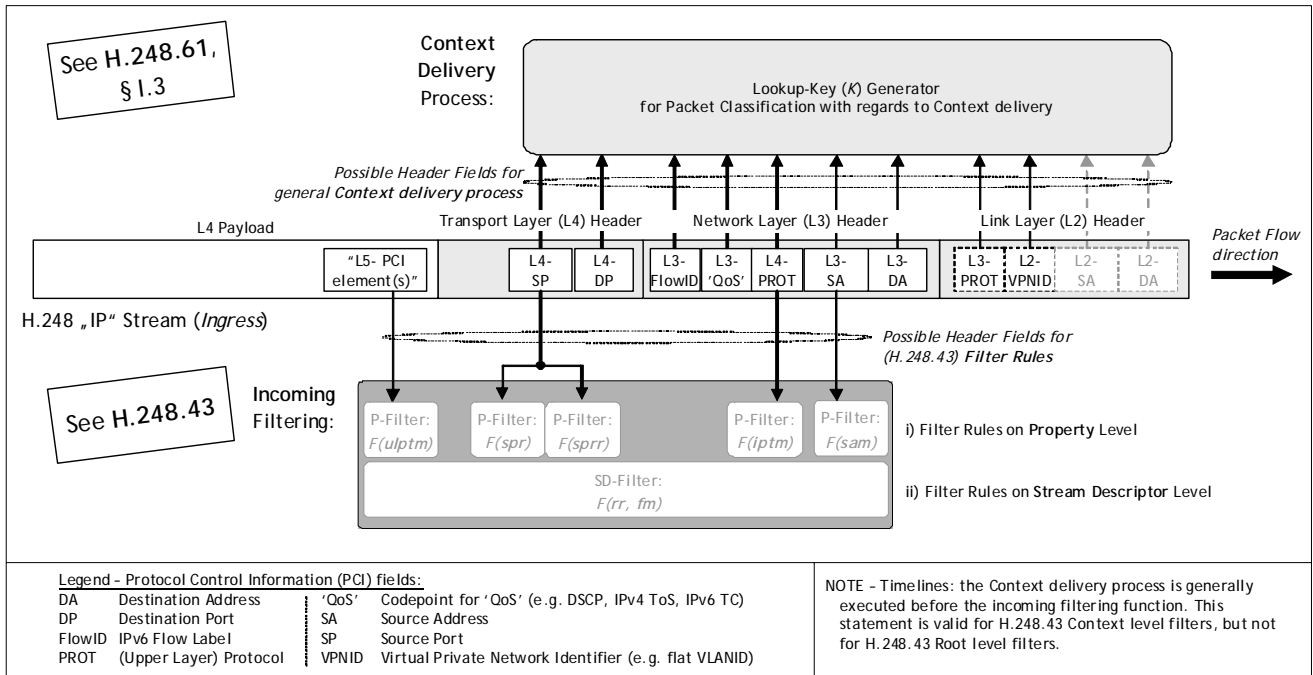 See H.248.61,
§ I.3
Context
Delivery
Process:
Lookup-Key (K) Generator
for Packet Classification with regards to Context delivery
Possible Header Fields for
general Context delivery process
L4 Payload
Transport Layer (L4) Header
Network Layer (L3) Header
Link Layer (L2) Header
Packet Flow
direction
"L5- PCI
element(s)"
L4-
SP
L4-
DP
L3-
FlowID
L3-
'QoS'
L4-
PROT
L3-
SA
L3-
DA
L3-
PROT
L2-
VPNID
L2-
SA
L2-
DA
H.248 „IP“ Stream (Ingress)
Possible Header Fields for
(H.248.43) Filter Rules
See H.248.43
Incoming
Filtering:
P-Filter:
F(ulptm)
P-Filter:
F(spr)
P-Filter:
F(sprr)
P-Filter:
F(iptm)
P-Filter:
F(sam)
i) Filter Rules on Property Level
SD-Filter:
F(rr, fm)
ii) Filter Rules on Stream Descriptor Level
Legend – Protocol Control Information (PCI) fields:
DA Destination Address
DP Destination Port
FlowID IPv6 Flow Label
PROT (Upper Layer) Protocol
'QoS' Codepoint for 'QoS' (e.g. DSCP, IPv4 ToS, IPv6 TC)
SA Source Address
SP Source Port
VPNID Virtual Private Network Identifier (e.g. flat VLANID)
NOTE – Timelines: the Context delivery process is generally
executed before the incoming filtering function. This
statement is valid for H.248.43 Context level filters, but not
for H.248.43 Root level filters.